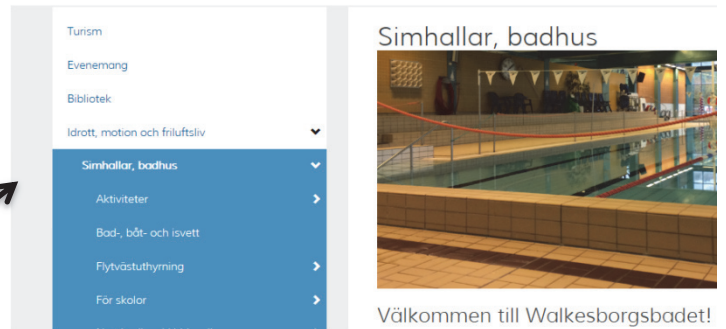 Turism
Evenemang
Bibliotek
Idrott, motion och friluftsliv
Simhallar, badhus
Aktiviteter
Bad-, båt- och isvett
Flytvästuthyrning
För skolor
Simhallar, badhus
Välkommen till Walkesborgsbadet!